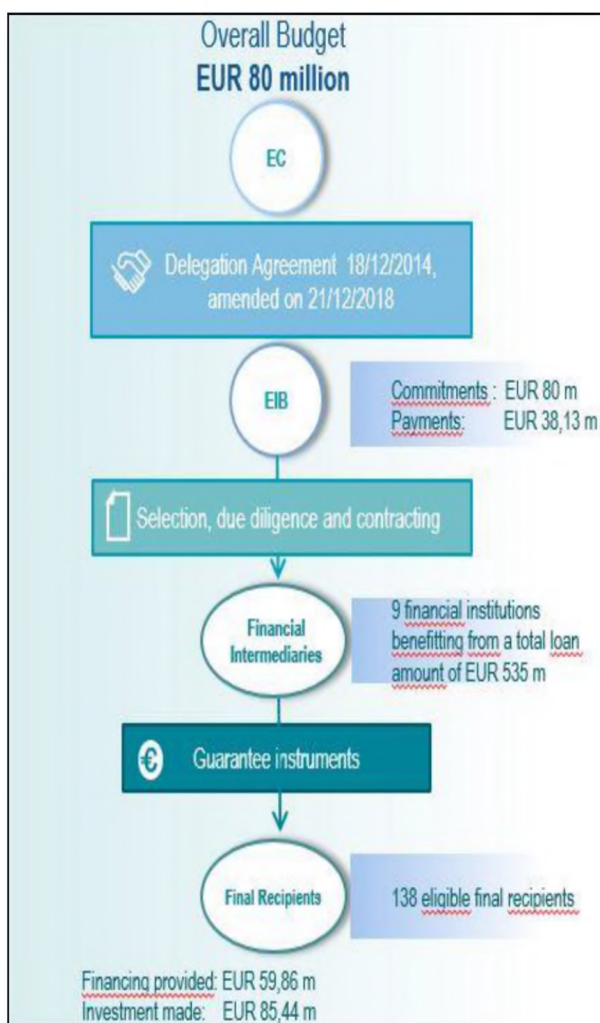 Overall Budget
EUR 80 million
EC
Delegation Agreement 18/12/2014,
amended on 21/12/2018
EIB
Commitments : EUR 80 m
Payments: EUR 38,13 m
Selection, due diligence and contracting
Financial
Intermediaries
9 financial institutions
benefitting from a total loan
amount of EUR 535 m
€
Guarantee instruments
Final Recipients
138 eligible final recipients
Financing provided: EUR 59,86 m
Investment made: EUR 85,44 m